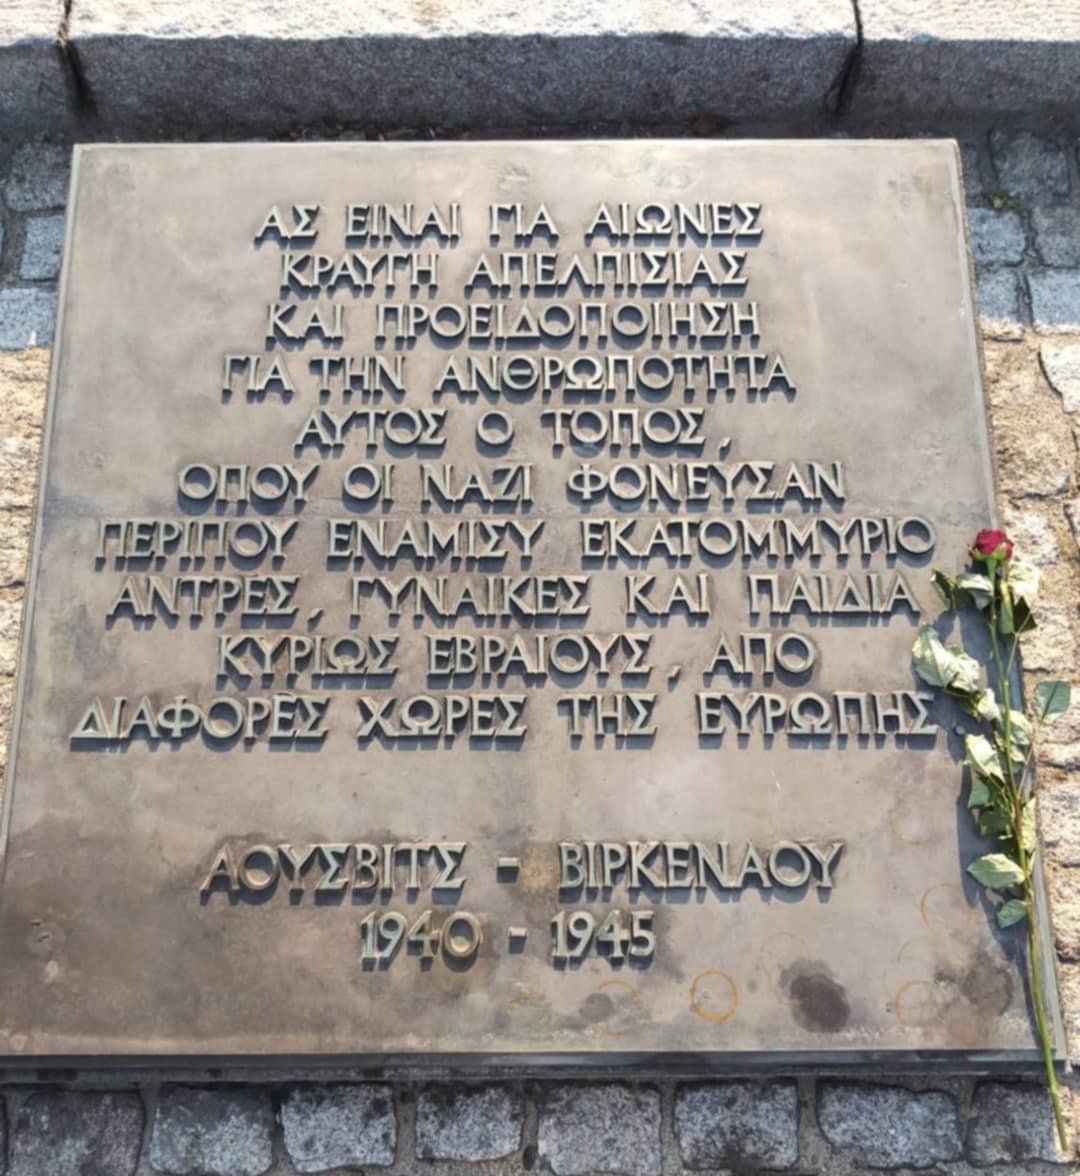 ΑΣ ΕΙΝΑΙ ΓΙΑ ΑΙΩΝΕΣ
ΚΡΑΥΓΗ ΑΠΕΛΠΙΣΙΑΣ
ΚΑΙ ΠΡΟΕΙΔΟΠΟΙΗΣΗ
ΓΙΑ ΤΗΝ ΑΝΘΡΩΠΟΤΗΤΑ
ΑΥΤΟΣ Ο ΤΟΠΟΣ,
ΟΠΟΥ ΟΙ ΝΑΖΙ ΦΟΝΕΥΣΑΝ
ΠΕΡΙΠΟΥ ΕΝΑΜΙΣΥ ΕΚΑΤΟΜΜΥΡΙΟ
ΑΝΤΡΕΣ, ΓΥΝΑΙΚΕΣ ΚΑΙ ΠΑΙΔΙΑ
ΚΥΡΙΩΣ ΕΒΡΑΙΟΥΣ, ΑΠΟ
ΔΙΑΦΟΡΕΣ ΧΩΡΕΣ ΤΗΣ ΕΥΡΩΠΗΣ.
ΑΟΥΣΒΙΤΣ - ΒΙΡΚΕΝΑΟΥ
1940 - 1945